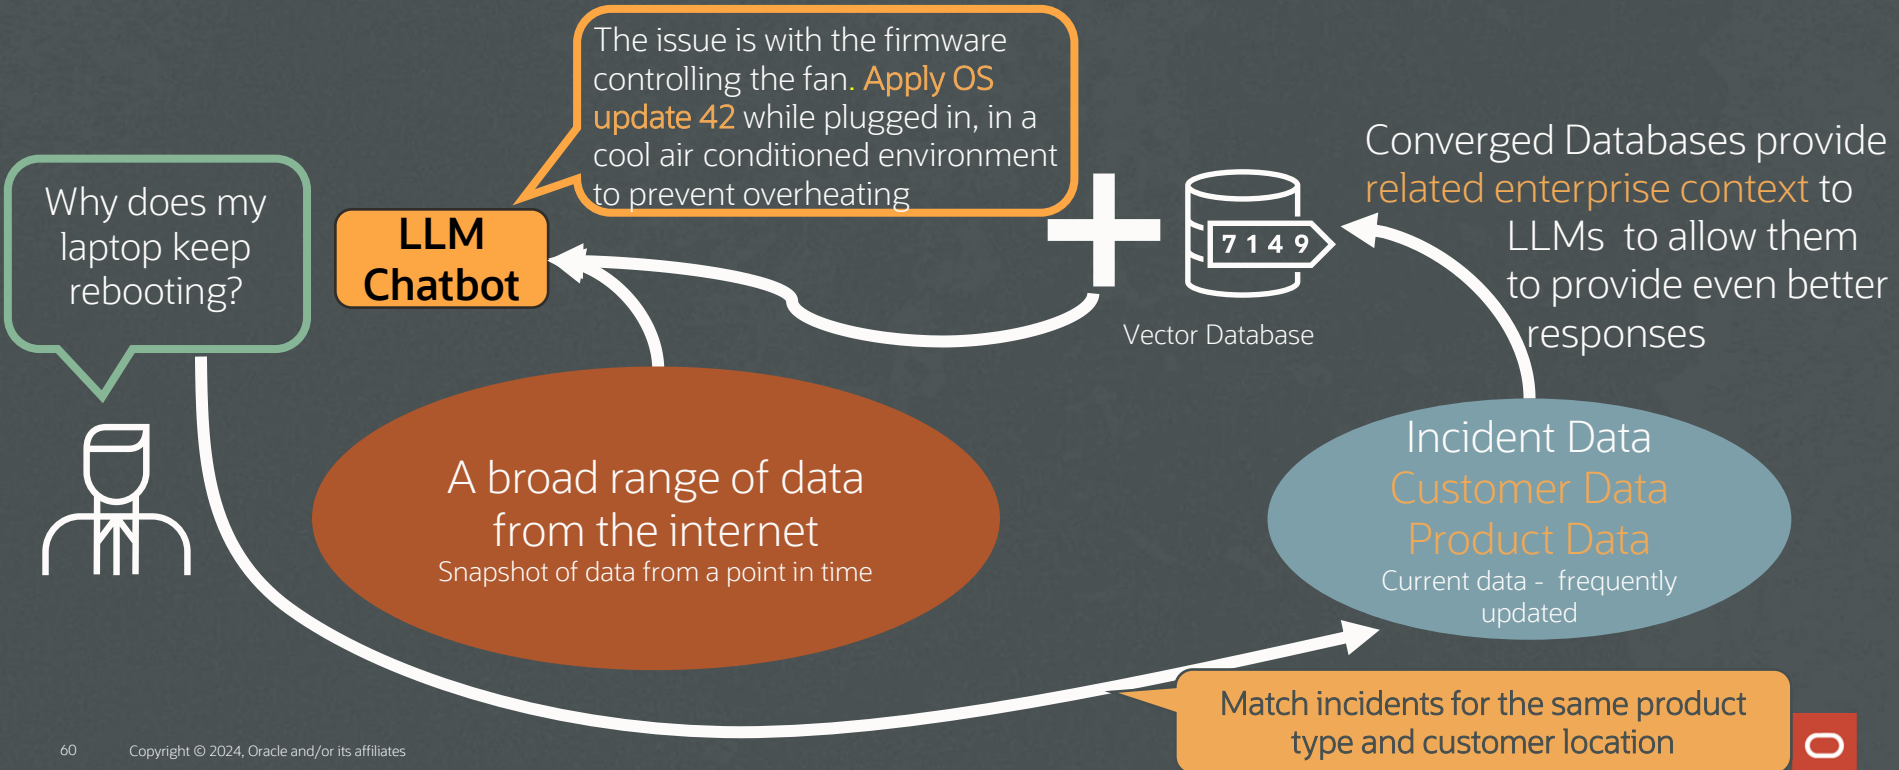 The issue is with the firmware
controlling the fan. Apply OS
update 42 while plugged in, in a
cool air conditioned environment
to prevent overheating
Why does my
laptop keep
rebooting?
LLM
Chatbot
7 1 4 9
Vector Database
Converged Databases provide
related enterprise context to
LLMs to allow them
to provide even better
responses
A broad range of data
from the internet
Snapshot of data from a point in time
Incident Data
Customer Data
Product Data
Current data - frequently
updated
Match incidents for the same product
type and customer location
60 Copyright © 2024, Oracle and/or its affiliates